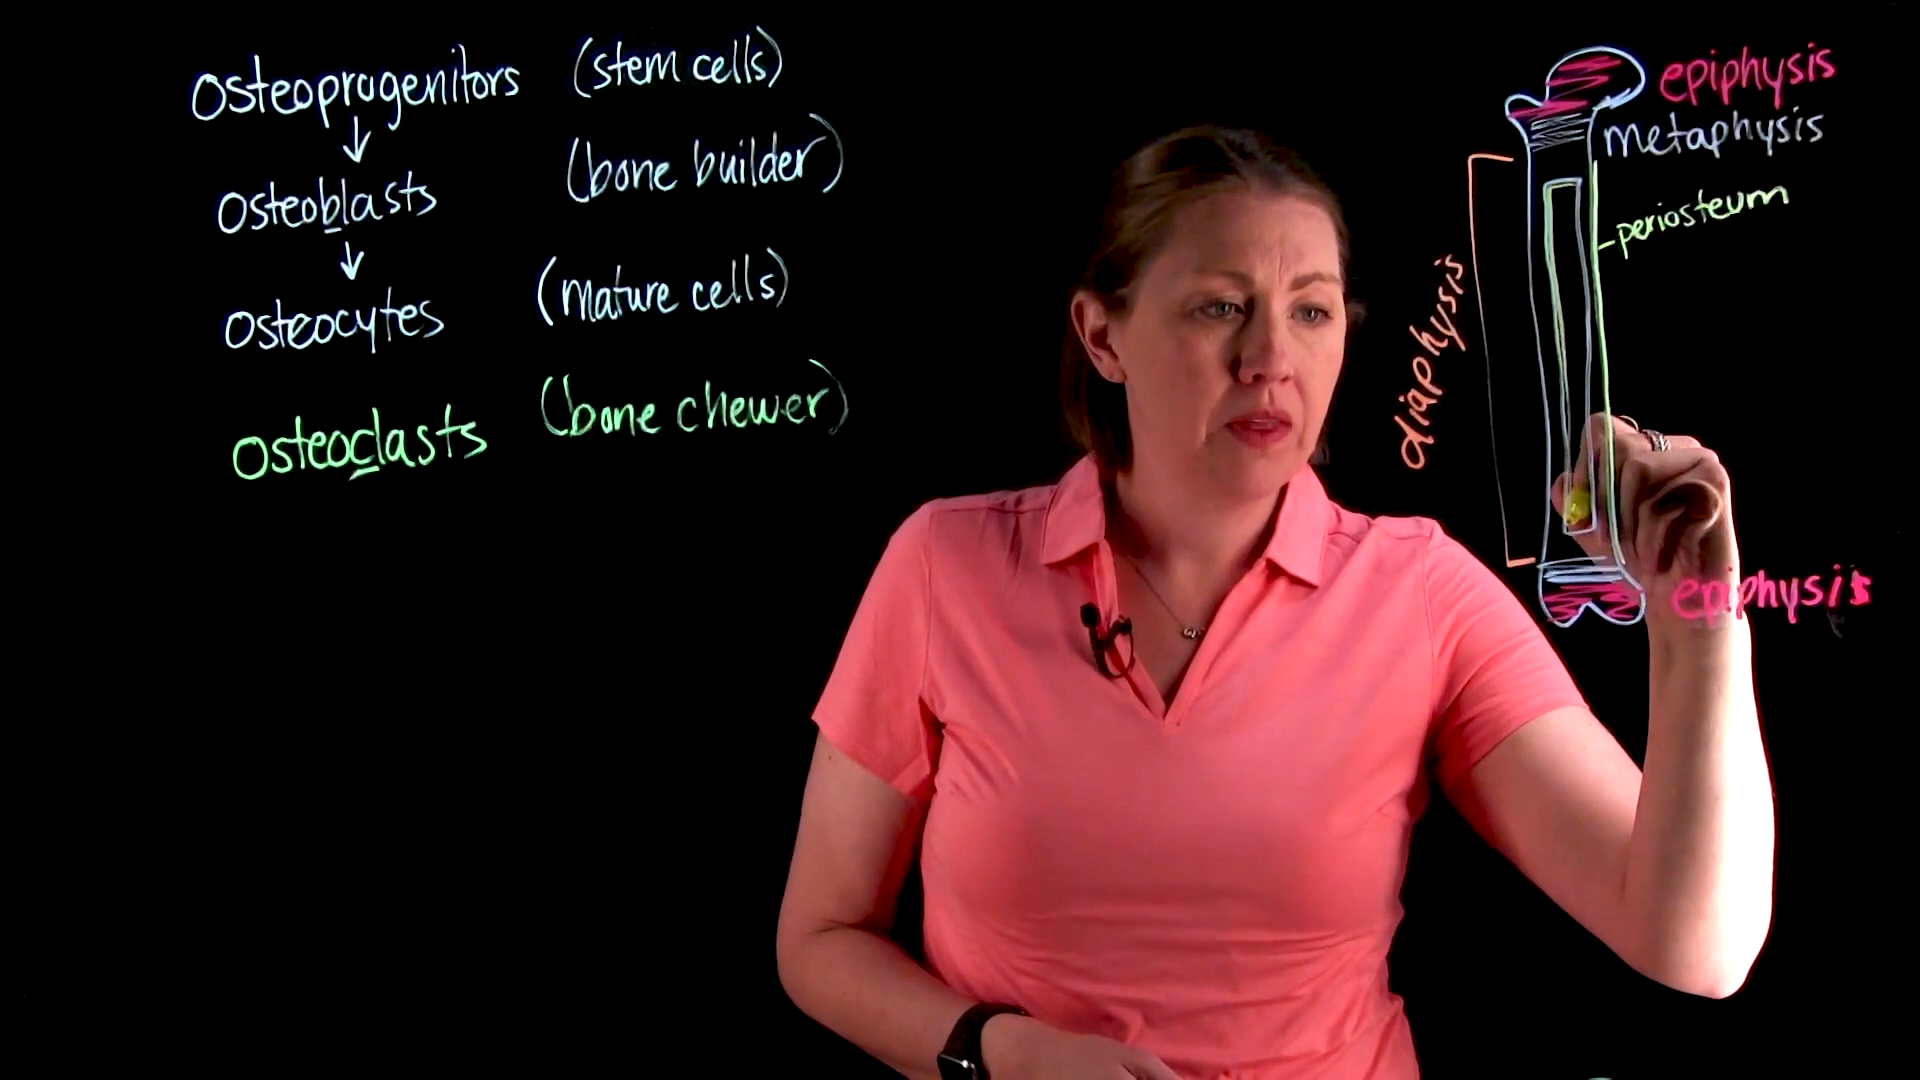 Osteoprogenitors (stem cells)
Osteoblasts (bone builder)
Osteocytes (mature cells)
Osteoclasts (bone chewer)
epiphysis
metaphysis
periosteum
diaphysis
epiphysis